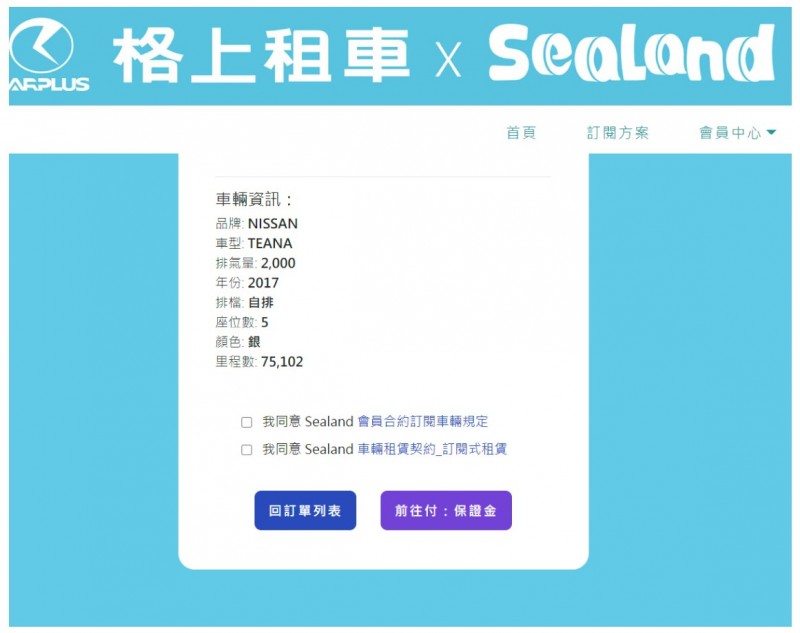 格上租車 X Sealand
ARPLUS
首頁 訂閱方案 會員中心
車輛資訊：
品牌: NISSAN
車型: TEANA
排氣量: 2,000
年份: 2017
排檔: 自排
座位數: 5
顏色: 銀
里程數: 75,102
我同意 Sealand 會員合約訂閱車輛規定
我同意 Sealand 車輛租賃契約_訂閱式租賃
回訂單列表 前往付：保證金